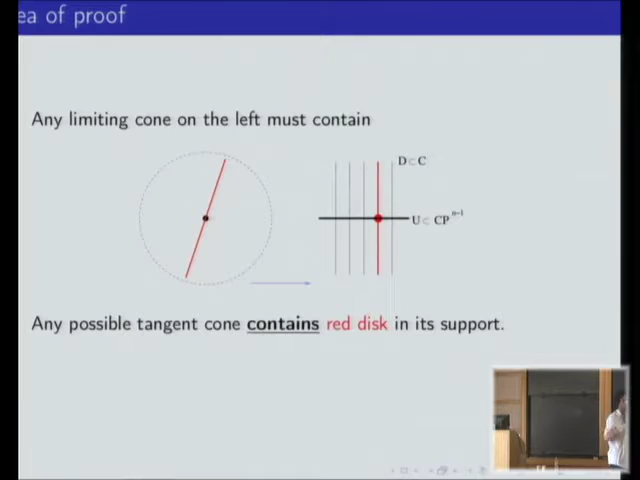 ea of proof
Any limiting cone on the left must contain
D⊂C
U⊂ CP^{n-1}
Any possible tangent cone contains red disk in its support.